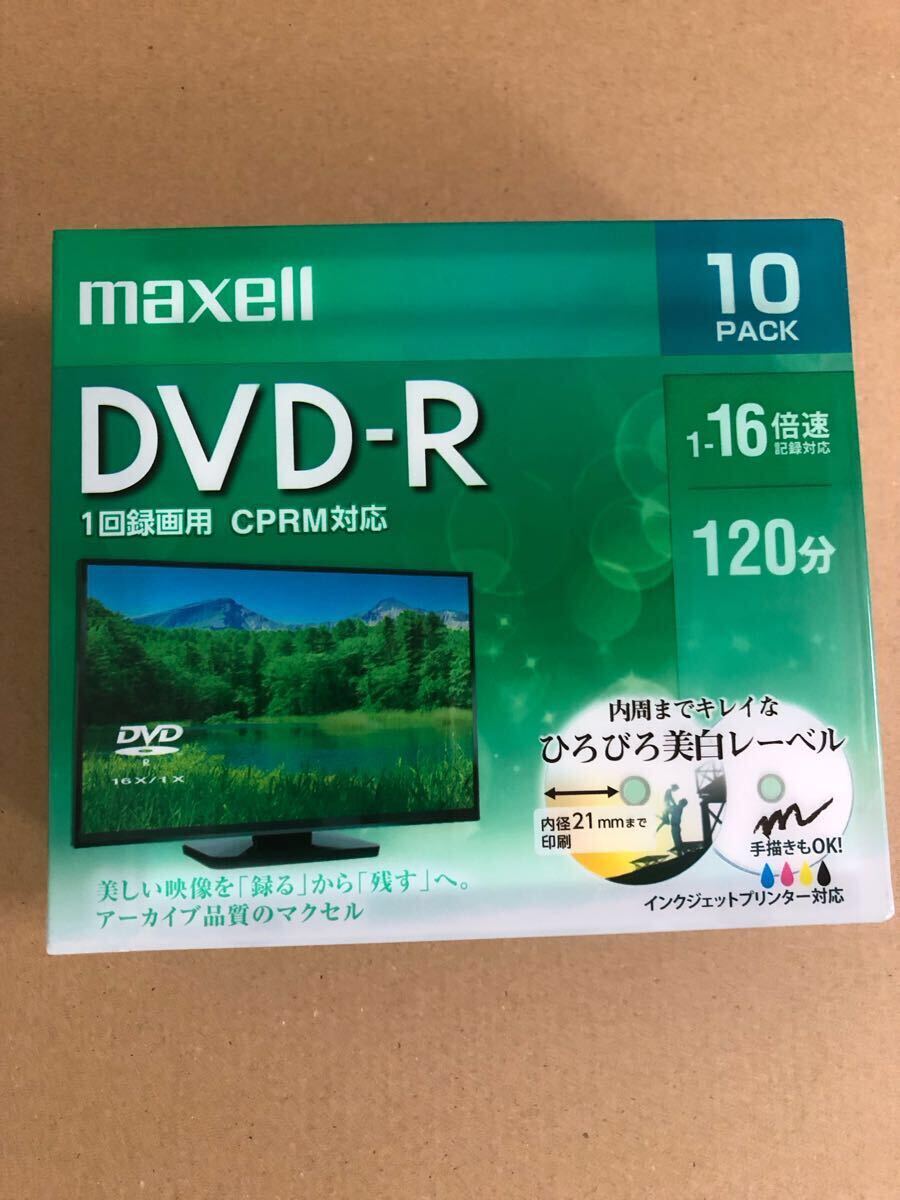 maxell
10
PACK
DVD-R
1-16倍速
記録対応
1回録画用 CPRM対応
120分
DVD
R
16X/1X
内周までキレイな
ひろびろ美白レーベル
内径21mmまで
印刷
手描きもOK!
インクジェットプリンター対応
美しい映像を「録る」から「残す」へ。
アーカイブ品質のマクセル